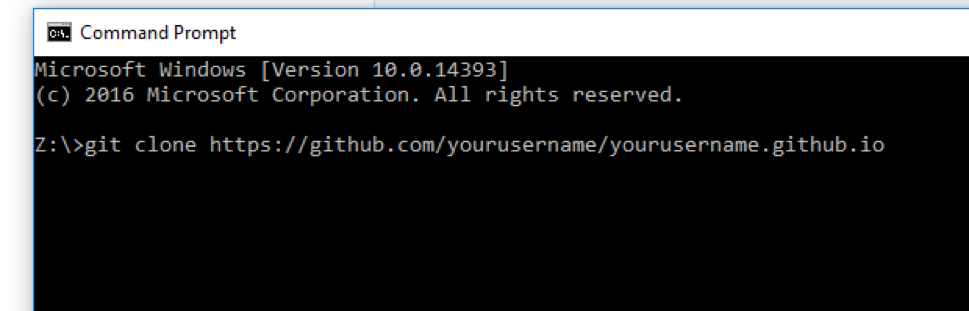 Command Prompt
Microsoft Windows [Version 10.0.14393]
(c) 2016 Microsoft Corporation. All rights reserved.
Z:\>git clone https://github.com/yourusername/yourusername.github.io